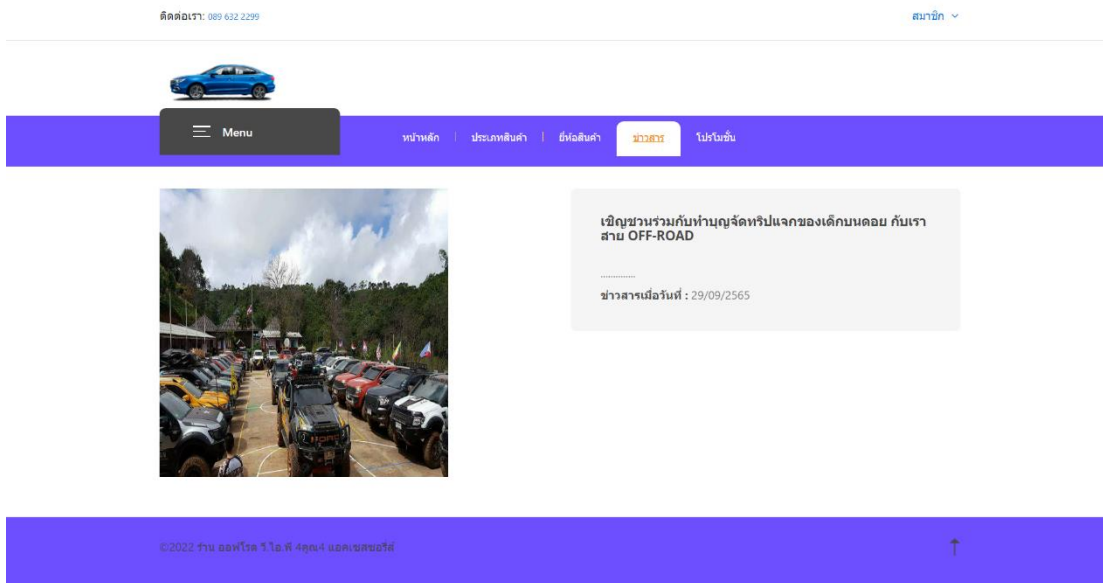 ติดต่อเรา: 089 632 2299
สมาชิก
Menu
หน้าหลัก
ประเภทสินค้า
ยี่ห้อสินค้า
ข่าวสาร
โปรโมชั่น
เชิญชวนร่วมกับทำบุญจัดทริปแจกของเด็กบนดอย กับเรา
สาย OFF-ROAD
..............
ข่าวสารเมื่อวันที่ : 29/09/2565
©2022 ร้าน ออฟโรด วี.ไอ.พี 4คูณ4 แอคเซสซอรีส์